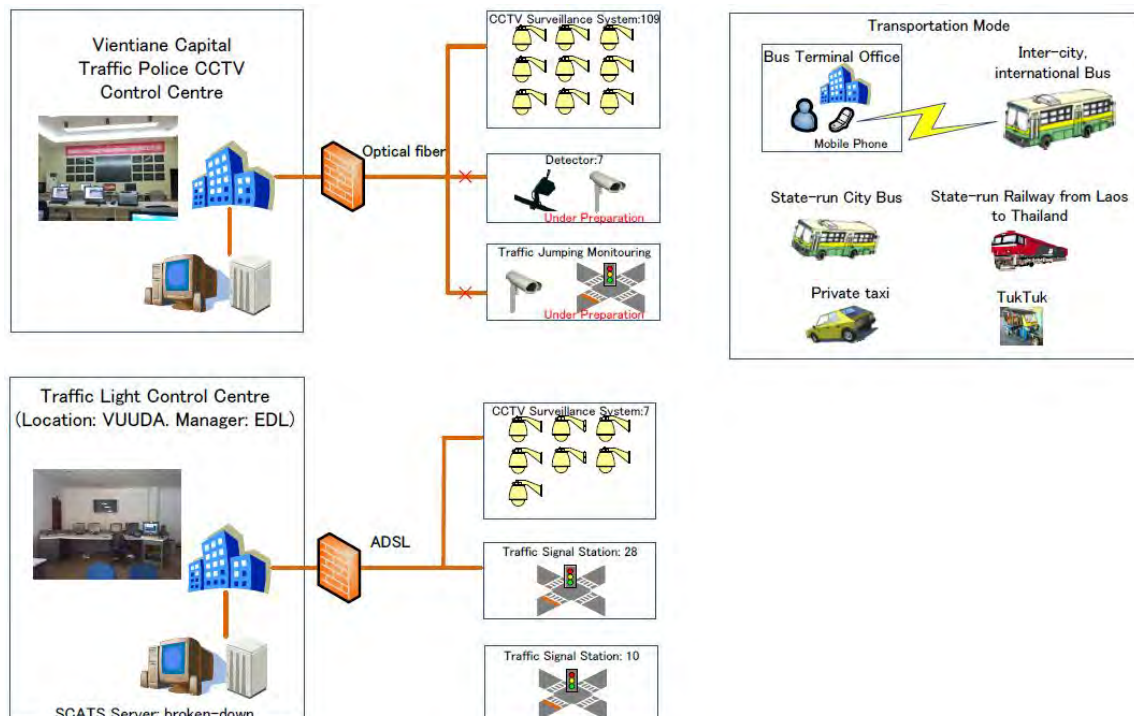 Vientiane Capital
Traffic Police CCTV
Control Centre
Optical fiber
CCTV Surveillance System:109
Detector:7
Under Preparation
Traffic Jumping Monitouring
Under Preparation
Transportation Mode
Bus Terminal Office
Mobile Phone
Inter-city,
international Bus
State-run City Bus
State-run Railway from Laos
to Thailand
Private taxi
TukTuk
Traffic Light Control Centre
(Location: VUUDA. Manager: EDL)
ADSL
CCTV Surveillance System:7
Traffic Signal Station: 28
Traffic Signal Station: 10
SCATS Server: broken-down